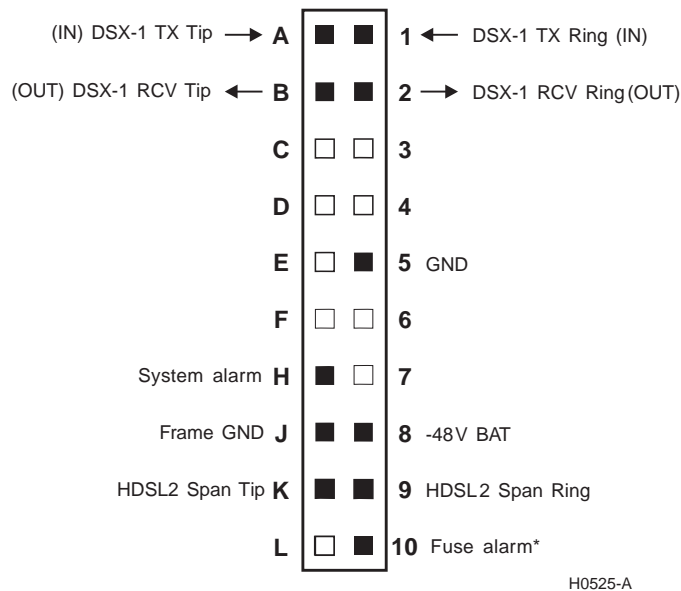 (IN) DSX-1 TX Tip A 1 DSX-1 TX Ring (IN)
(OUT) DSX-1 RCV Tip B 2 DSX-1 RCV Ring (OUT)
C 3
D 4
E 5 GND
F 6
System alarm H 7
Frame GND J 8 -48V BAT
HDSL2 Span Tip K 9 HDSL2 Span Ring
L 10 Fuse alarm*
H0525-A